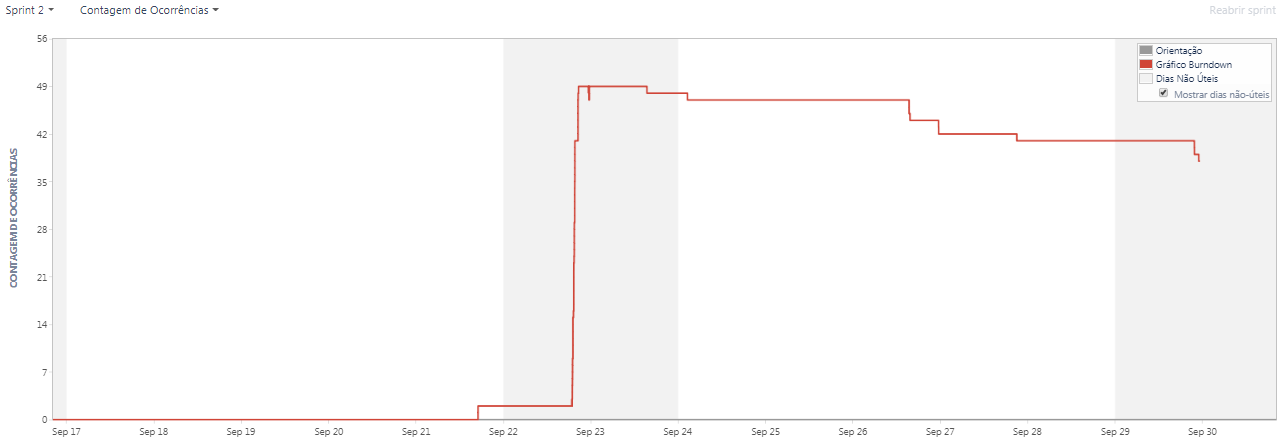 Sprint 2
Contagem de Ocorrências
Reabrir sprint
CONTAGEM DE OCORRÊNCIAS
56
49
42
35
28
21
14
7
0
Orientação
Gráfico Burndown
Dias Não Úteis
Mostrar dias não-úteis
Sep 17
Sep 18
Sep 19
Sep 20
Sep 21
Sep 22
Sep 23
Sep 24
Sep 25
Sep 26
Sep 27
Sep 28
Sep 29
Sep 30